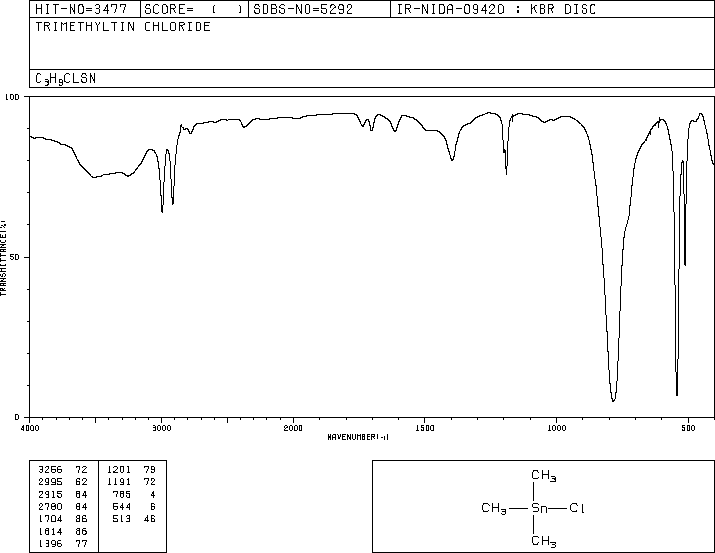 HIT-NO=3477 SCORE= ( ) SDBS-NO=5292 IR-NIDA-09420 : KBR DISC
TRIMETHYLTIN CHLORIDE
C₃H₉CLSN
100
TRANSMITTANCE(%)
50
0
4000 3000 2000 1500 1000 500
WAVENUMBER(-1)
3266 72 1201 79
2995 62 1191 72
2915 64 785 4
2780 84 544 6
1704 86 513 46
1614 86
1396 77
CH₃
CH₃ Sn Cl
CH₃